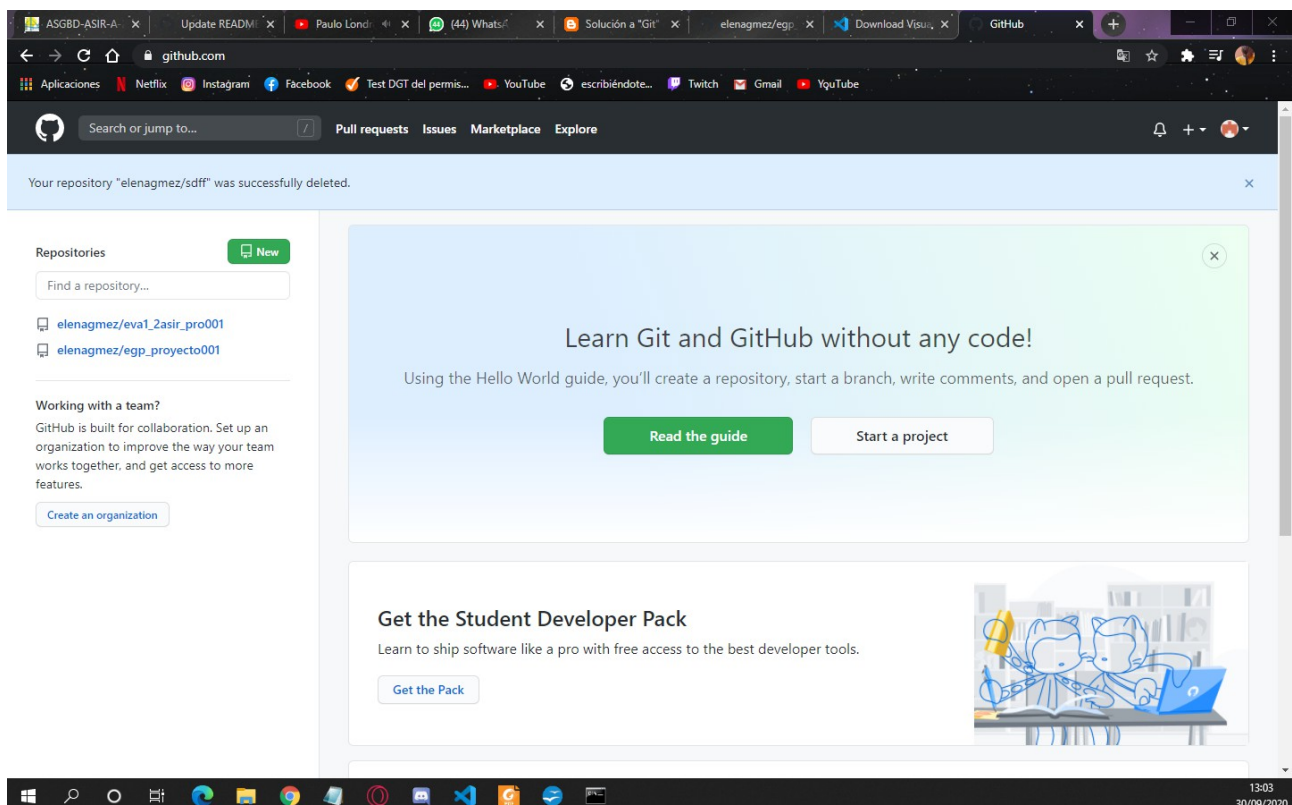 ASGBD-ASIR-A-
Update README
Paulo Londr
(44) WhatsA
Solución a "Git"
elenagmez/egp_
Download Visua
GitHub
github.com
Aplicaciones
Netflix
Instagram
Facebook
Test DGT del permis...
YouTube
escribiéndote...
Twitch
Gmail
YouTube
Search or jump to...
/
Pull requests
Issues
Marketplace
Explore
Your repository "elenagmez/sdff" was successfully deleted.
Repositories
New
Find a repository...
elenagmez/eva1_2asir_pro001
elenagmez/egp_proyecto001
Working with a team?
GitHub is built for collaboration. Set up an
organization to improve the way your team
works together, and get access to more
features.
Create an organization
Learn Git and GitHub without any code!
Using the Hello World guide, you'll create a repository, start a branch, write comments, and open a pull request.
Read the guide
Start a project
Get the Student Developer Pack
Learn to ship software like a pro with free access to the best developer tools.
Get the Pack
13:03
30/09/2020